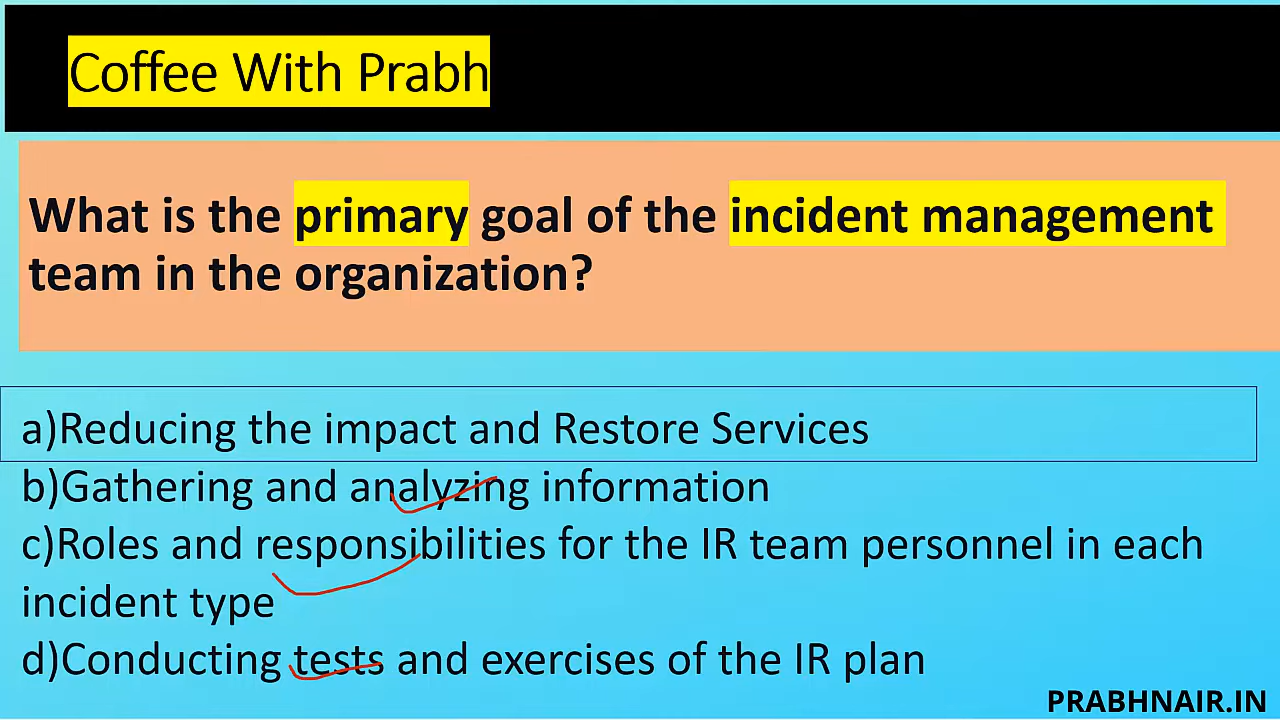 Coffee With Prabh
What is the primary goal of the incident management
team in the organization?
a)Reducing the impact and Restore Services
b)Gathering and analyzing information
c)Roles and responsibilities for the IR team personnel in each
incident type
d)Conducting tests and exercises of the IR plan
PRABHNAIR.IN